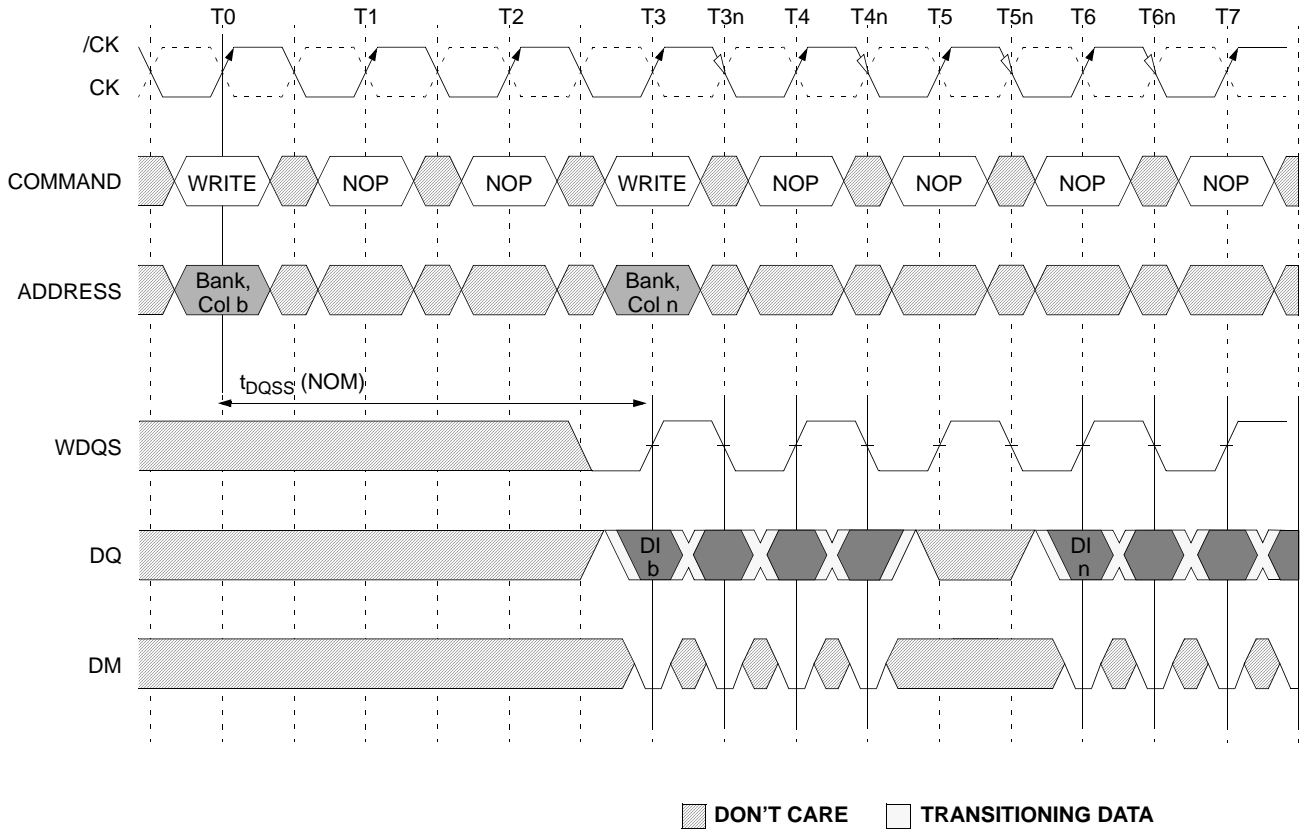 T0 T1 T2 T3 T3n T4 T4n T5 T5n T6 T6n T7
/CK
CK
COMMAND WRITE NOP NOP WRITE NOP NOP NOP NOP
ADDRESS Bank, Col b Bank, Col n
tDQSS (NOM)
WDQS
DQ DI b DI n
DM
DON'T CARE TRANSITIONING DATA